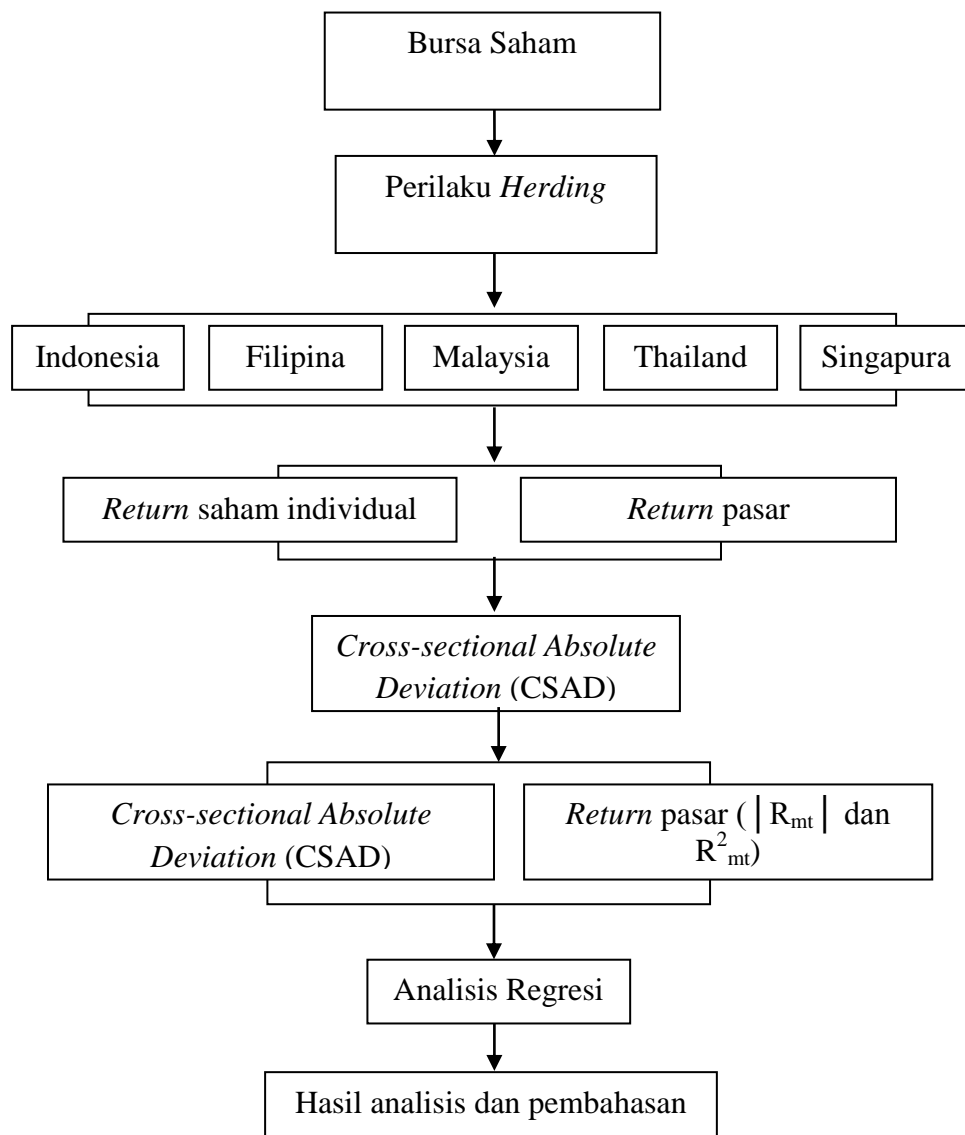 Bursa Saham
Perilaku Herding
Indonesia
Filipina
Malaysia
Thailand
Singapura
Return saham individual
Return pasar
Cross-sectional Absolute
Deviation (CSAD)
Cross-sectional Absolute
Deviation (CSAD)
Return pasar (|Rmt| dan
R²mt)
Analisis Regresi
Hasil analisis dan pembahasan